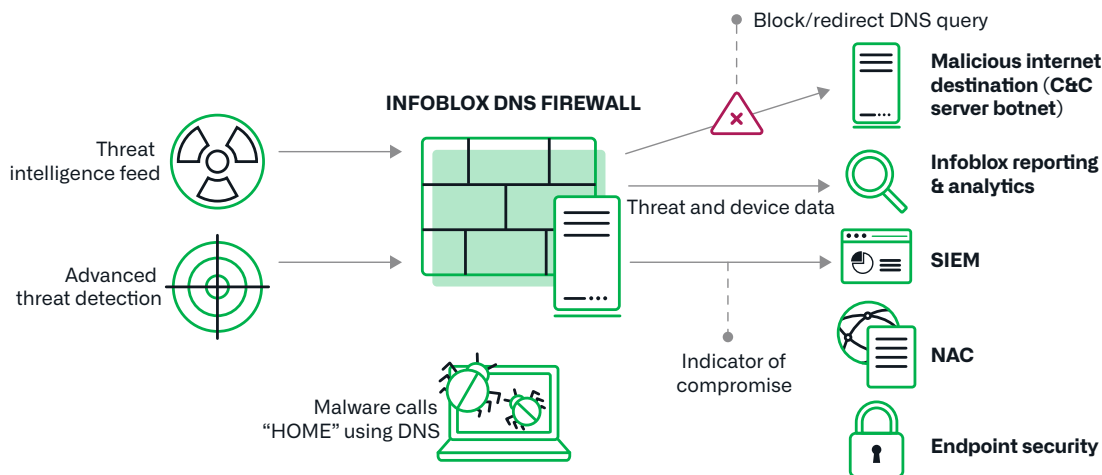 Block/redirect DNS query
Malicious internet
destination (C&C
server botnet)
INFOBLOX DNS FIREWALL
Threat
intelligence feed
Infoblox reporting
& analytics
Threat and device data
Advanced
threat detection
SIEM
Indicator of
compromise
NAC
Malware calls
“HOME” using DNS
Endpoint security